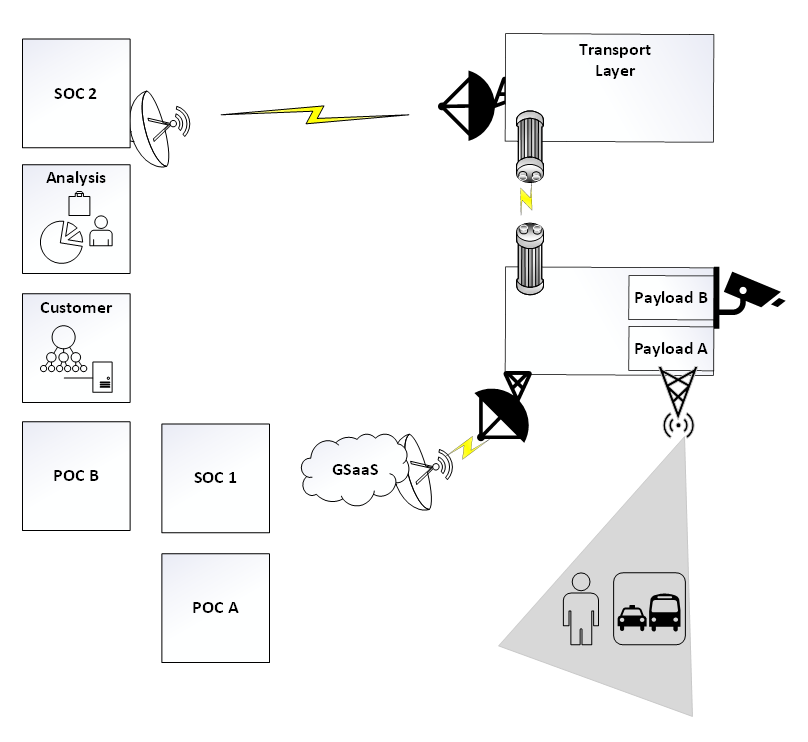 SOC 2
Transport
Layer
Analysis
Payload B
Customer
Payload A
POC B
SOC 1
GSaaS
POC A